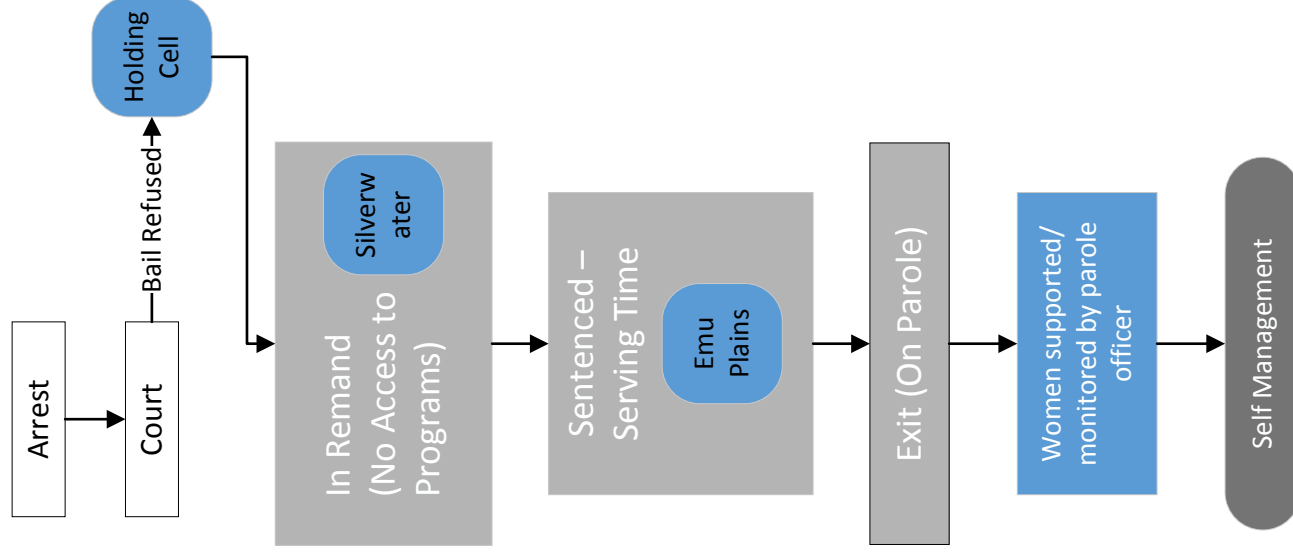 Arrest
Court
Bail Refused
Holding
Cell
In Remand
(No Access to
Programs)
Silverw
ater
Sentenced –
Serving Time
Emu
Plains
Exit (On Parole)
Women supported/
monitored by parole
officer
Self Management